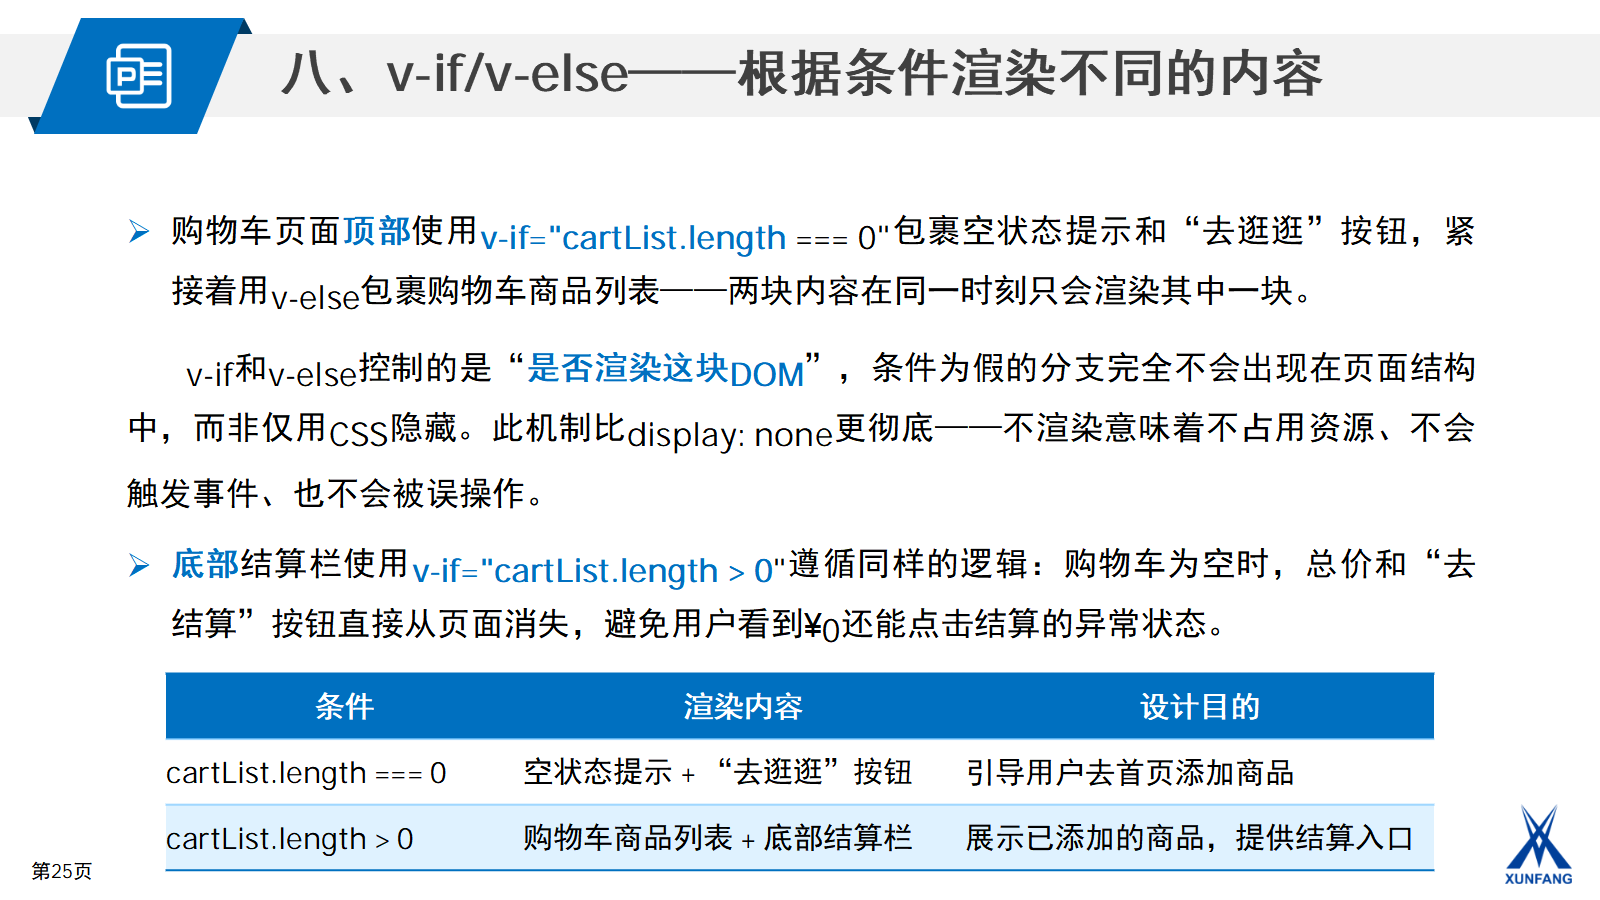 八、v-if/v-else——根据条件渲染不同的内容
购物车页面顶部使用v-if="cartList.length === 0"包裹空状态提示和“去逛逛”按钮，紧
接着用v-else包裹购物车商品列表——两块内容在同一时刻只会渲染其中一块。
v-if和v-else控制的是“是否渲染这块DOM”，条件为假的分支完全不会出现在页面结构
中，而非仅用CSS隐藏。此机制比display: none更彻底——不渲染意味着不占用资源、不会
触发事件、也不会被误操作。
底部结算栏使用v-if="cartList.length > 0"遵循同样的逻辑：购物车为空时，总价和“去
结算”按钮直接从页面消失，避免用户看到¥0还能点击结算的异常状态。
条件 渲染内容 设计目的
cartList.length === 0 空状态提示 + “去逛逛”按钮 引导用户去首页添加商品
cartList.length > 0 购物车商品列表 + 底部结算栏 展示已添加的商品，提供结算入口
第25页
XUNFANG